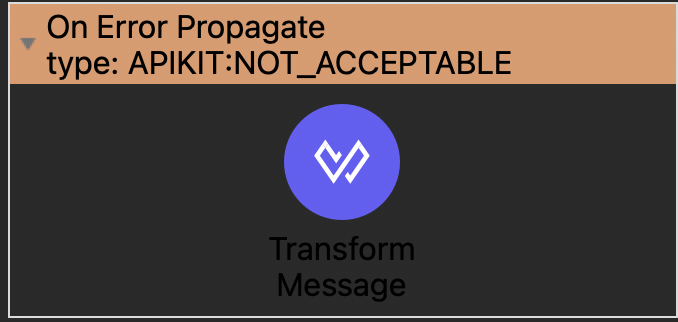 On Error Propagate
type: APIKIT:NOT_ACCEPTABLE
Transform
Message